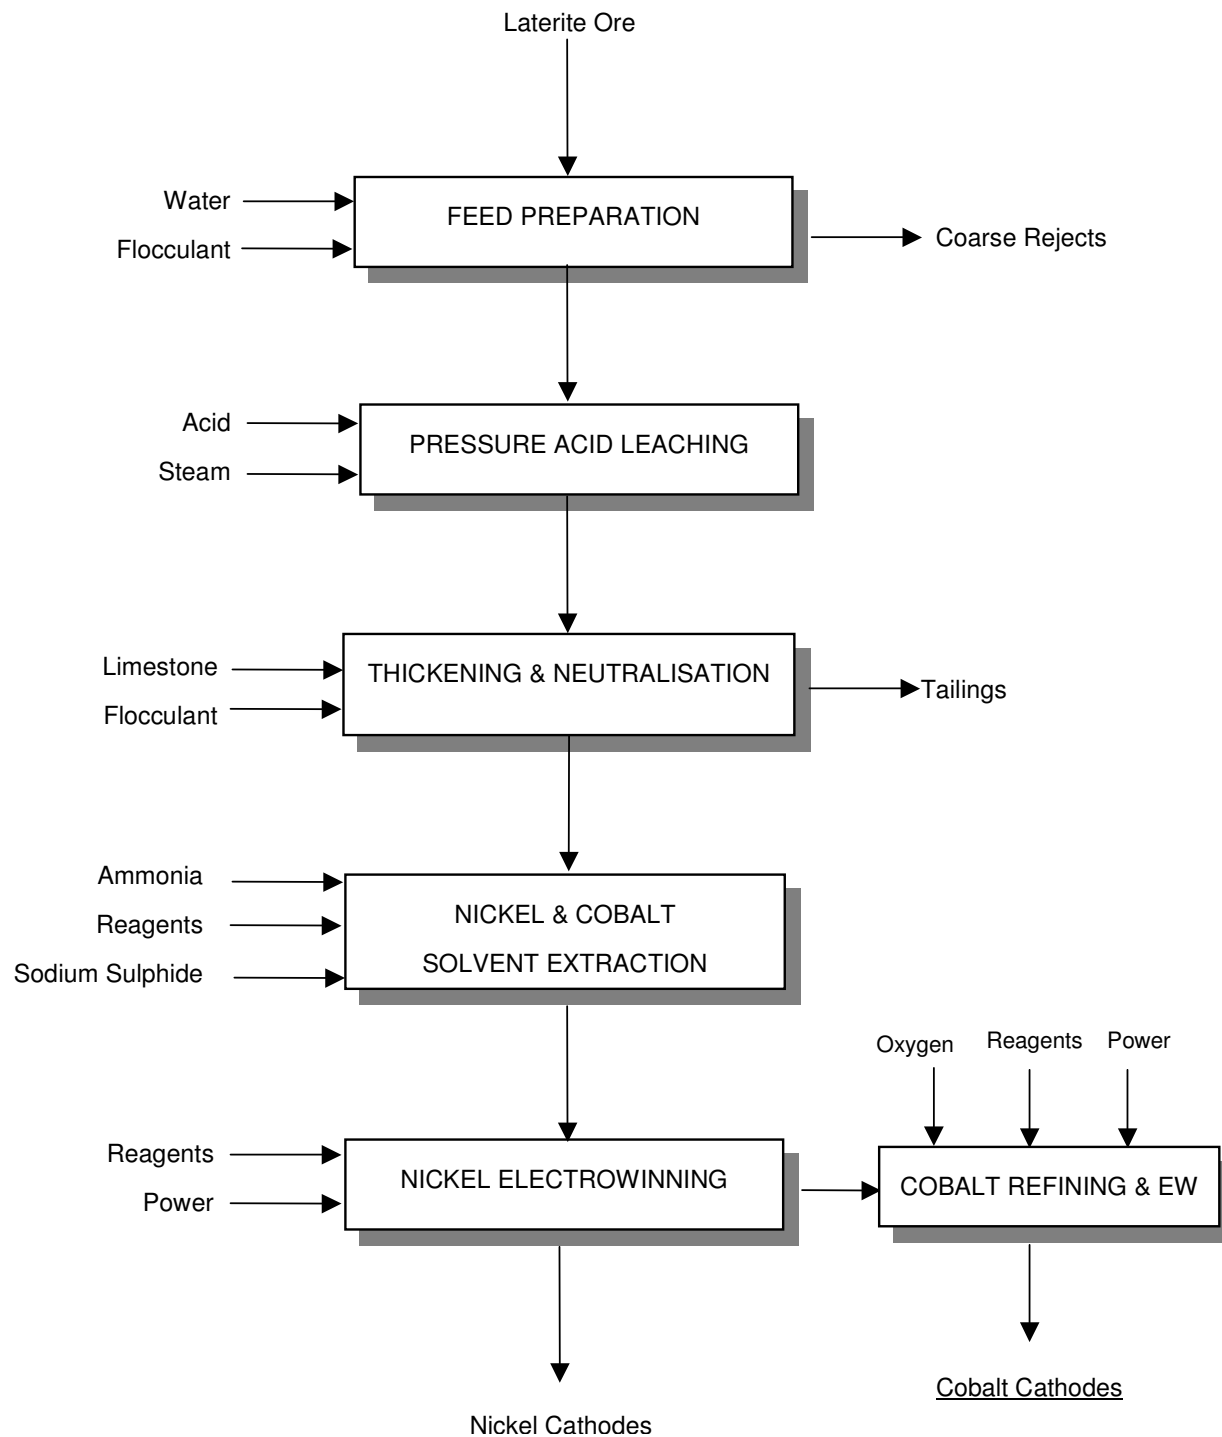 Laterite Ore
Water
FEED PREPARATION
Flocculant
Coarse Rejects
Acid
PRESSURE ACID LEACHING
Steam
Limestone
THICKENING & NEUTRALISATION
Flocculant
Tailings
Ammonia
Reagents
Sodium Sulphide
NICKEL & COBALT
SOLVENT EXTRACTION
Oxygen
Reagents
Power
Reagents
Power
NICKEL ELECTROWINNING
COBALT REFINING & EW
Cobalt Cathodes
Nickel Cathodes